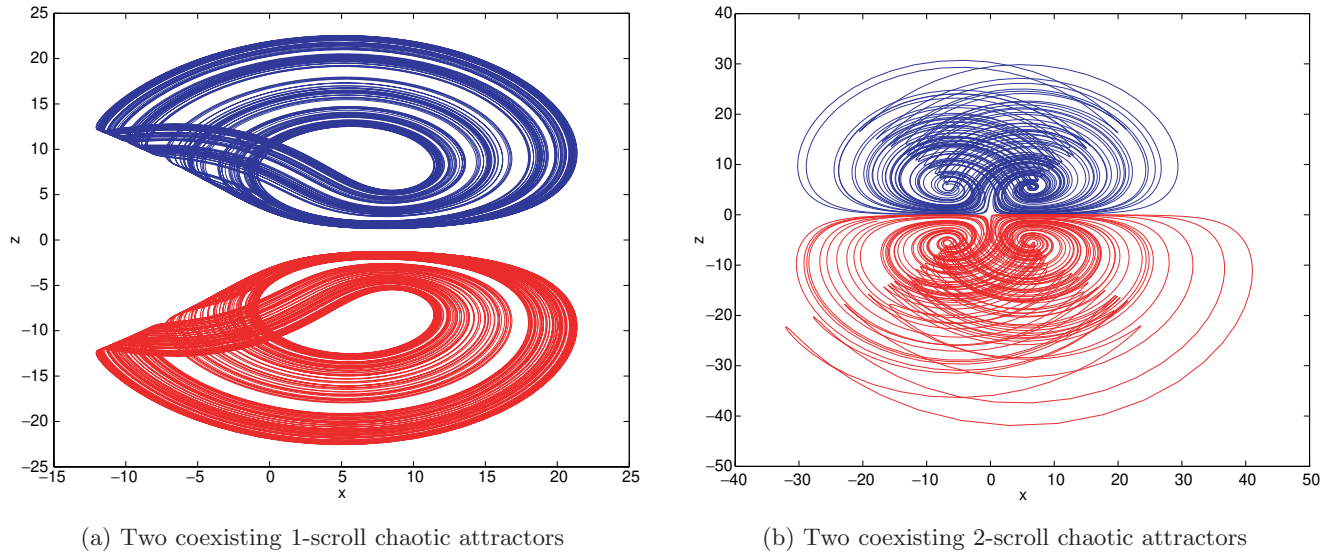 25
20
15
10
5
0
−5
−10
−15
−20
−25
z
−15 −10 −5 0 5 10 15 20 25
x
(a) Two coexisting 1-scroll chaotic attractors
40
30
20
10
0
−10
−20
−30
−40
−50
z
−40 −30 −20 −10 0 10 20 30 40 50
x
(b) Two coexisting 2-scroll chaotic attractors